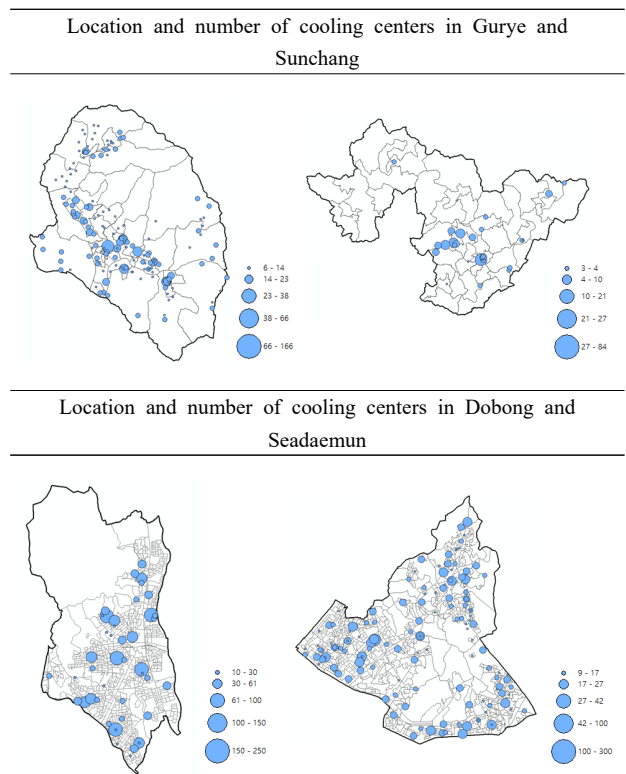 Location and number of cooling centers in Gurye and
Sunchang
6 - 14
14 - 23
23 - 38
38 - 66
66 - 166
3 - 4
4 - 10
10 - 21
21 - 27
27 - 84
Location and number of cooling centers in Dobong and
Seadaemun
10 - 30
30 - 61
61 - 100
100 - 150
150 - 250
9 - 17
17 - 27
27 - 42
42 - 100
100 - 300